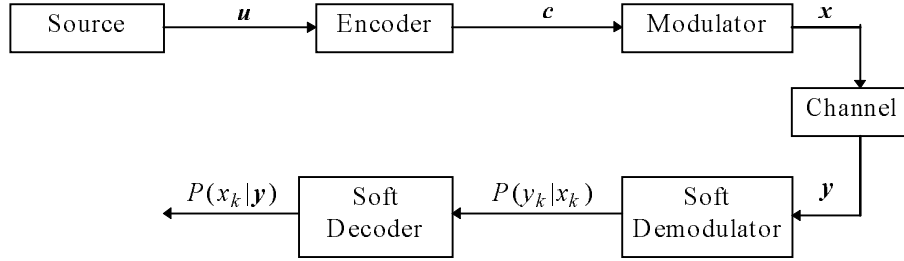 Source
u
Encoder
c
Modulator
x
Channel
y
Soft
Demodulator
P(y_k|x_k)
Soft
Decoder
P(x_k|y)